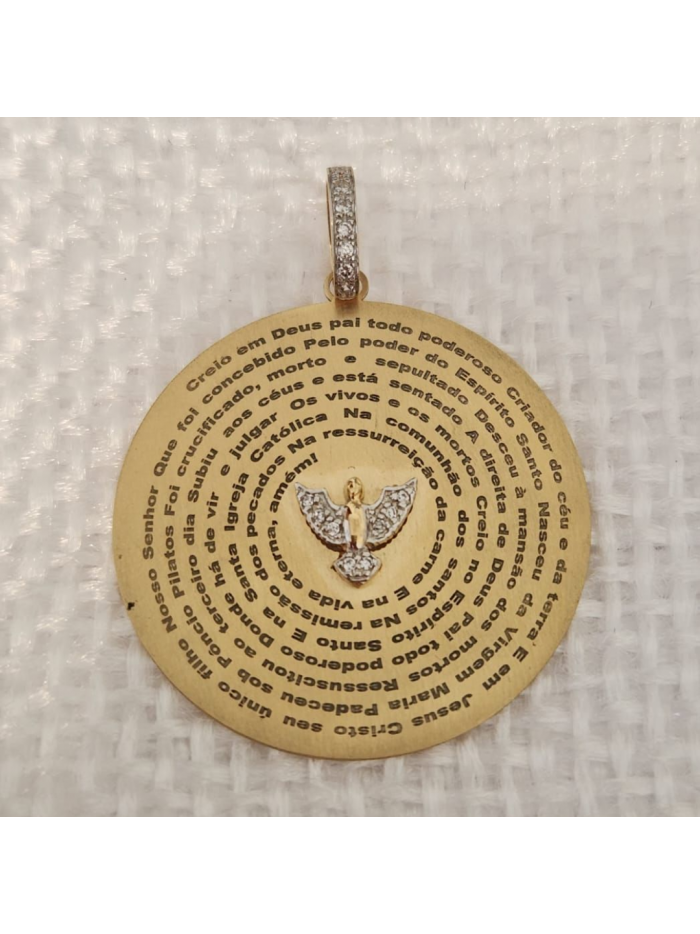 Creio em Deus pai todo poderoso Criador do céu e da terra E em Jesus Cristo seu único filho Nosso Senhor Que foi concebido Pelo poder do Espírito Santo Nasceu da Virgem Maria Padeceu sob Pôncio Pilatos Foi crucificado, morto e sepultado Desceu à mansão dos mortos Ressuscitou ao terceiro dia Subiu aos céus e está sentado A direita de Deus Pai todo poderoso Donde há de vir e julgar Os vivos e os mortos Creio no Espírito Santo E na Santa Igreja Católica Na comunhão dos santos Na remissão dos pecados Na ressurreição da carne E na vida eterna, amém!